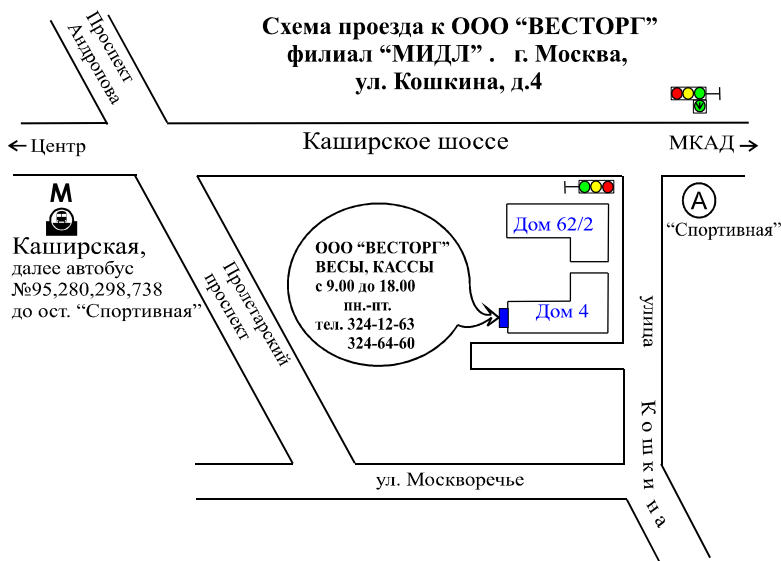 Схема проезда к ООО “ВЕСТОРГ”
филиал “МИДЛ” . г. Москва,
ул. Кошкина, д.4
Проспект
Андропова
Центр
Каширское шоссе
МКАД
М
Каширская,
далее автобус
№95,280,298,738
до ост. “Спортивная”
А
“Спортивная”
Дом 62/2
ООО “ВЕСТОРГ”
ВЕСЫ, КАССЫ
с 9.00 до 18.00
пн.-пт.
тел. 324-12-63
324-64-60
Дом 4
Пролетарский
проспект
улица
Кошкина
ул. Москворечье